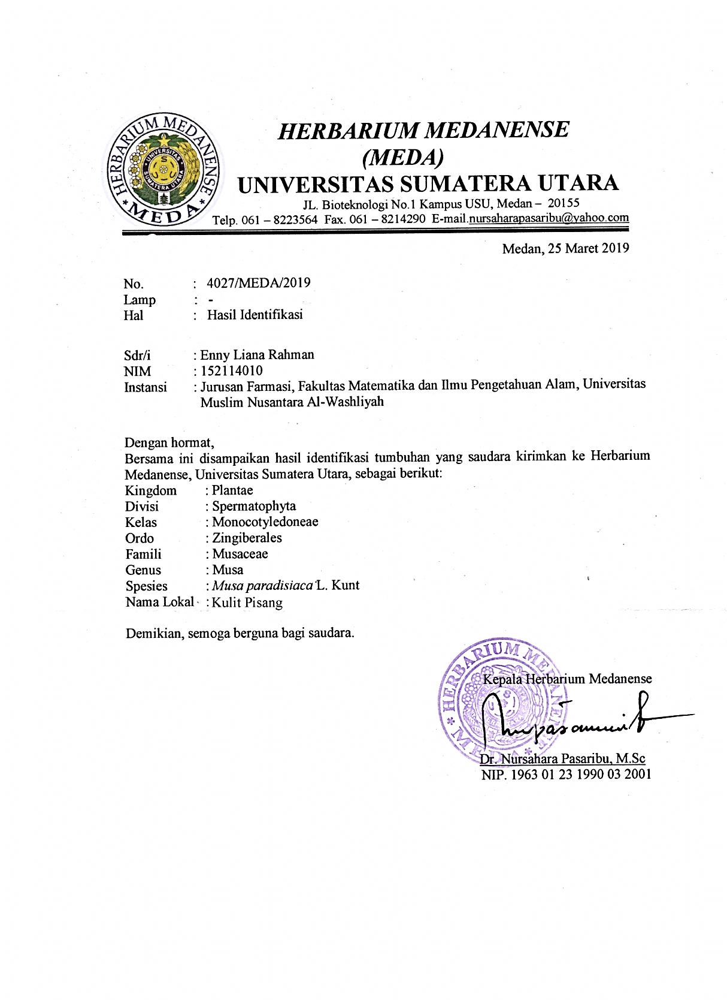 HERBARIUM MEDANENSE
(MEDA)
UNIVERSITAS SUMATERA UTARA
JL. Bioteknologi No.1 Kampus USU, Medan – 20155
Telp. 061 – 8223564 Fax. 061 – 8214290 E-mail.nursaharapasaribu@yahoo.com
HERBARIUM MEDANENSE
* MEDA *
UNIVERSITAS
SUMATERA UTARA
Medan, 25 Maret 2019
No. : 4027/MEDA/2019
Lamp : -
Hal : Hasil Identifikasi
Sdr/i : Enny Liana Rahman
NIM : 152114010
Instansi : Jurusan Farmasi, Fakultas Matematika dan Ilmu Pengetahuan Alam, Universitas
Muslim Nusantara Al-Washliyah
Dengan hormat,
Bersama ini disampaikan hasil identifikasi tumbuhan yang saudara kirimkan ke Herbarium
Medanense, Universitas Sumatera Utara, sebagai berikut:
Kingdom : Plantae
Divisi : Spermatophyta
Kelas : Monocotyledoneae
Ordo : Zingiberales
Famili : Musaceae
Genus : Musa
Spesies : Musa paradisiaca L. Kunt
Nama Lokal : Kulit Pisang
Demikian, semoga berguna bagi saudara.
HERBARIUM MEDANENSE
* MEDA *
Kepala Herbarium Medanense
Dr. Nursahara Pasaribu, M.Sc
NIP. 1963 01 23 1990 03 2001